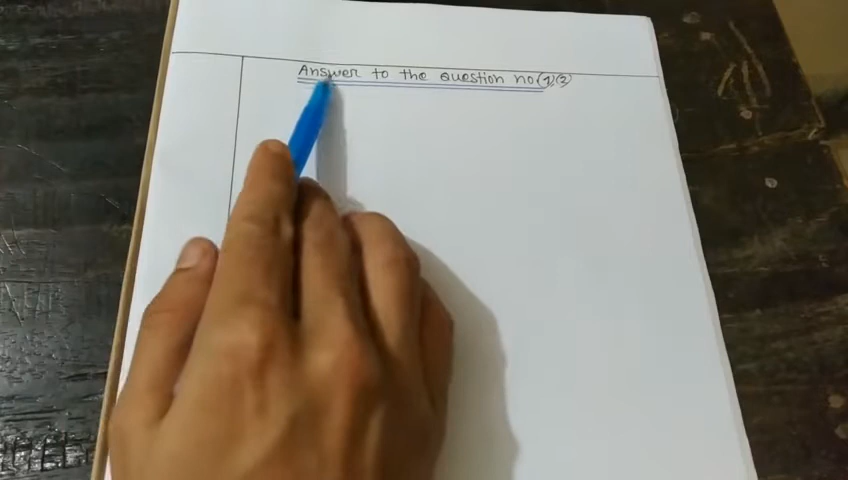 Answer to the question no (1) (2)